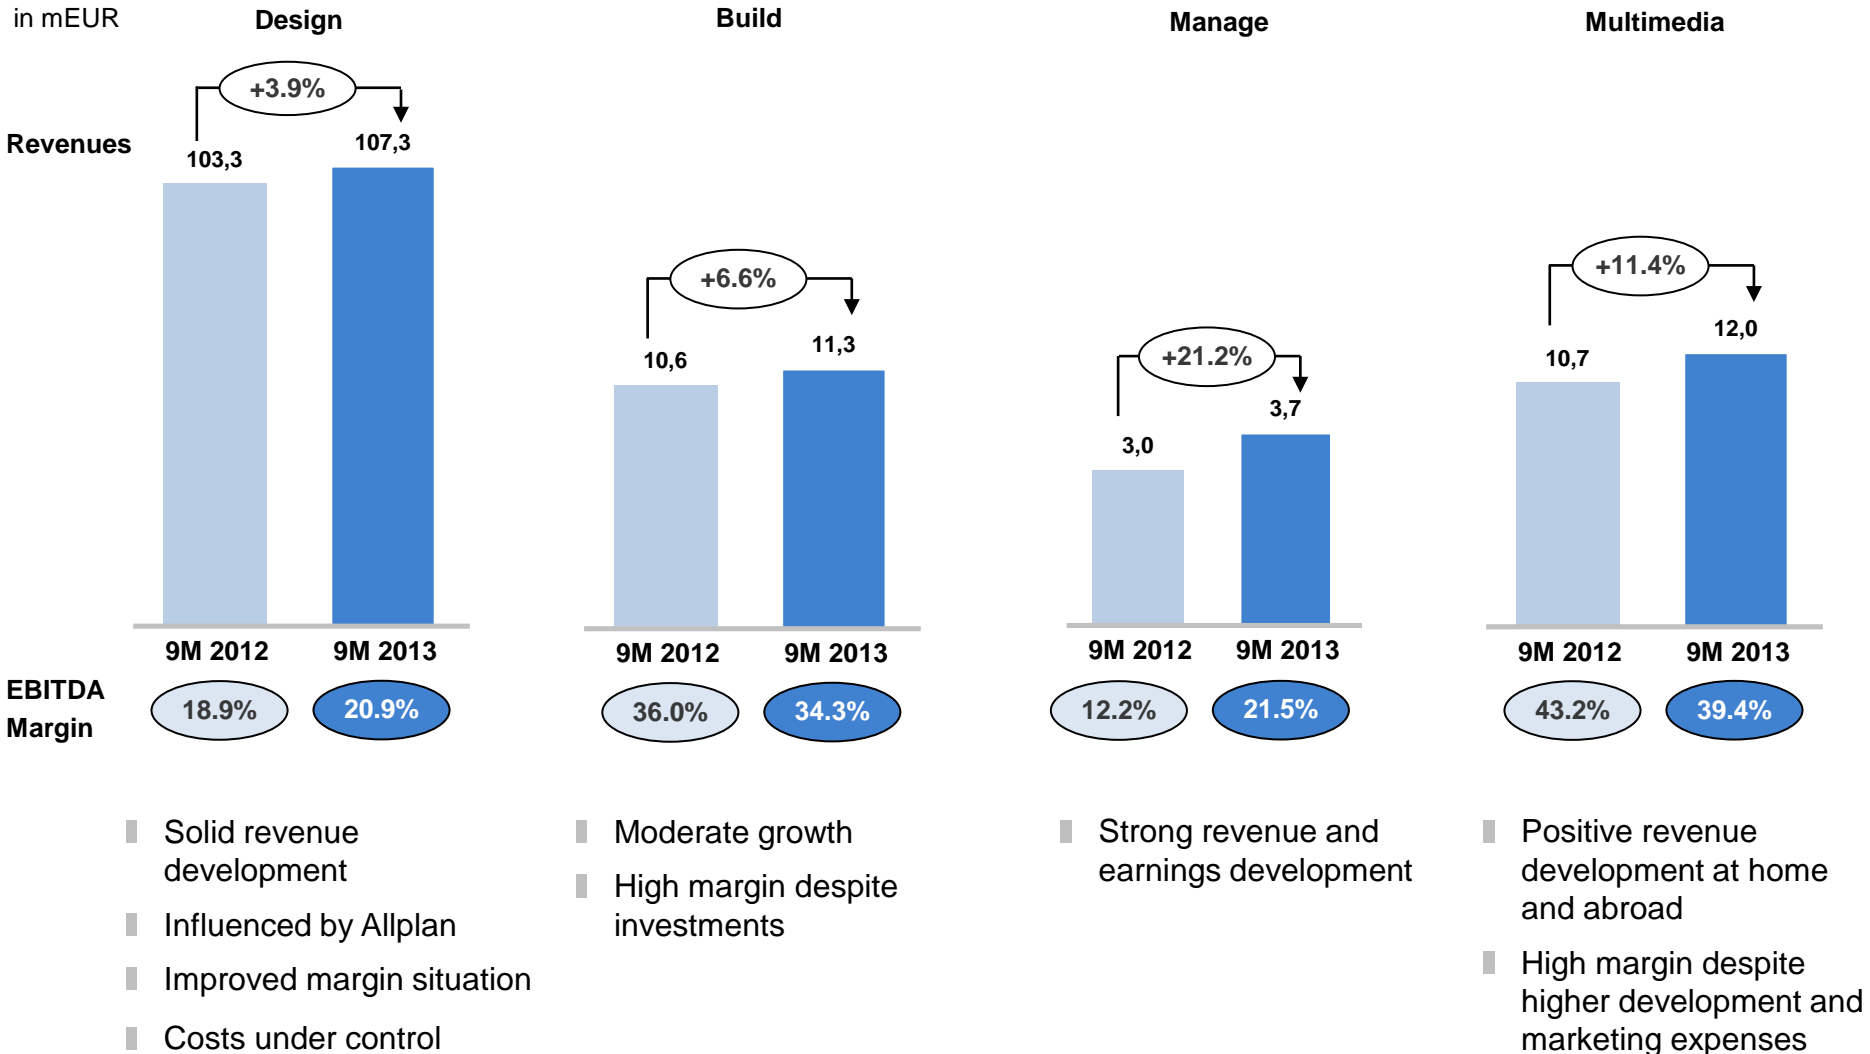 in mEUR
Design
Build
Manage
Multimedia
Revenues
+3.9%
103,3
107,3
+6.6%
10,6
11,3
+21.2%
3,0
3,7
+11.4%
10,7
12,0
9M 2012
9M 2013
9M 2012
9M 2013
9M 2012
9M 2013
9M 2012
9M 2013
EBITDA
Margin
18.9%
20.9%
36.0%
34.3%
12.2%
21.5%
43.2%
39.4%
Solid revenue
development
Influenced by Allplan
Improved margin situation
Costs under control
Moderate growth
High margin despite
investments
Strong revenue and
earnings development
Positive revenue
development at home
and abroad
High margin despite
higher development and
marketing expenses